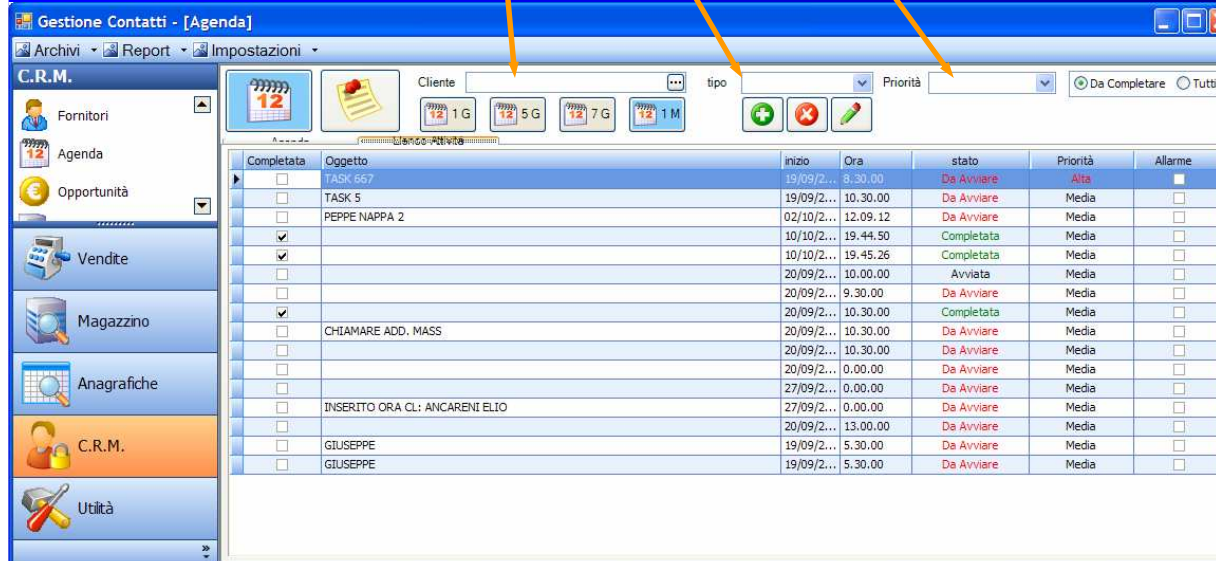 Gestione Contatti - [Agenda]
Archivi Report Impostazioni
C.R.M.
Fornitori
12 Agenda
Opportunità
Vendite
Magazzino
Anagrafiche
C.R.M.
Utilità
12
Cliente tipo Priorità Da Completare Tutti
12 1 G 12 5 G 12 7 G 12 1 M
Agenda Elenco Attività
Completata Oggetto inizio Ora stato Priorità Allarme
TASK 667 19/09/2... 8.30.00 Da Avviare Alta
TASK 5 19/09/2... 10.30.00 Da Avviare Media
PEPPE NAPPA 2 02/10/2... 12.09.12 Da Avviare Media
10/10/2... 19.44.50 Completata Media
10/10/2... 19.45.26 Completata Media
20/09/2... 10.00.00 Avviata Media
20/09/2... 9.30.00 Da Avviare Media
20/09/2... 10.30.00 Completata Media
CHIAMARE ADD. MASS 20/09/2... 10.30.00 Da Avviare Media
20/09/2... 10.30.00 Da Avviare Media
20/09/2... 0.00.00 Da Avviare Media
27/09/2... 0.00.00 Da Avviare Media
INSERITO ORA CL: ANCARENI ELIO 27/09/2... 0.00.00 Da Avviare Media
20/09/2... 13.00.00 Da Avviare Media
GIUSEPPE 19/09/2... 5.30.00 Da Avviare Media
GIUSEPPE 19/09/2... 5.30.00 Da Avviare Media